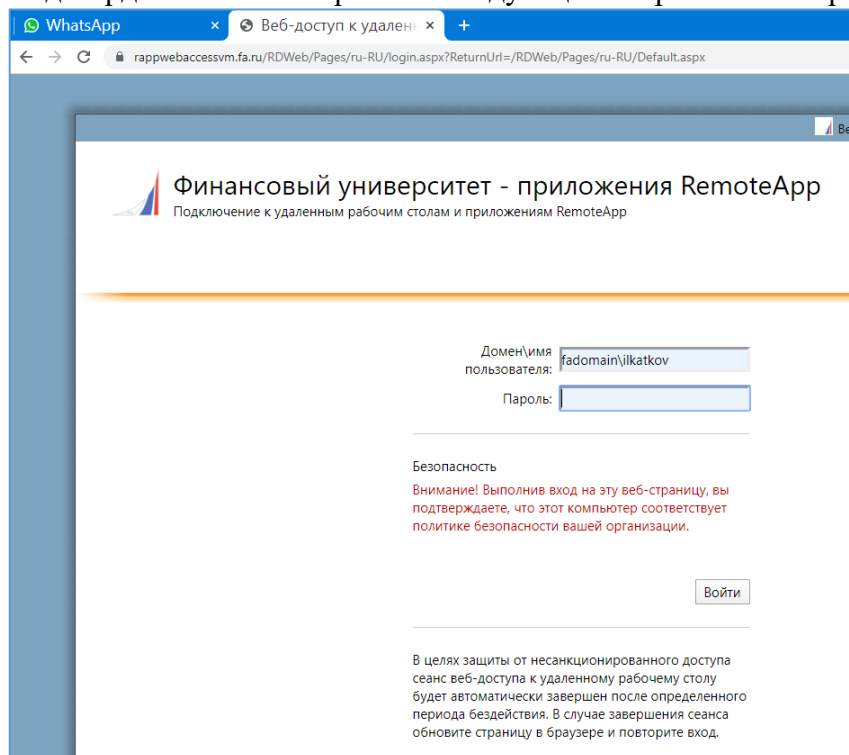 WhatsApp
Веб-доступ к удален
rappwebaccessvm.fa.ru/RDWeb/Pages/ru-RU/login.aspx?ReturnUrl=/RDWeb/Pages/ru-RU/Default.aspx
Ве
Финансовый университет - приложения RemoteApp
Подключение к удаленным рабочим столам и приложениям RemoteApp
Домен\имя
пользователя:
fadomain\ilkatkov
Пароль:
Безопасность
Внимание! Выполнив вход на эту веб-страницу, вы
подтверждаете, что этот компьютер соответствует
политике безопасности вашей организации.
Войти
В целях защиты от несанкционированного доступа
сеанс веб-доступа к удаленному рабочему столу
будет автоматически завершен после определенного
периода бездействия. В случае завершения сеанса
обновите страницу в браузере и повторите вход.